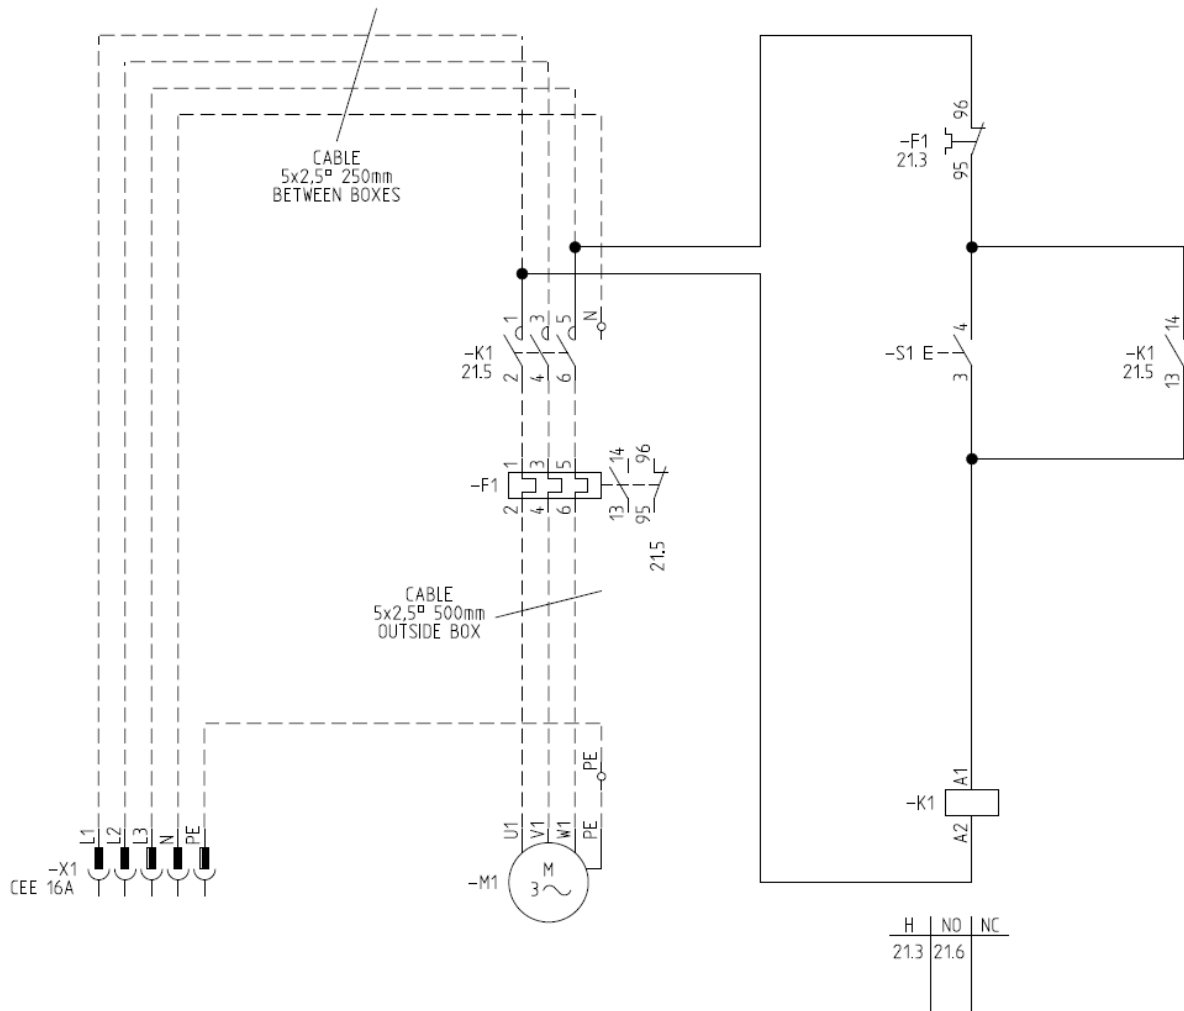 CABLE
5x2,5¤ 250mm
BETWEEN BOXES
96
-F1
21.3
95
1
3
5
N
-K1
21.5
2
4
6
4
-S1 E
3
14
-K1
21.5
13
1
3
5
14
96
-F1
2
4
6
13
95
21.5
CABLE
5x2,5¤ 500mm
OUTSIDE BOX
PE
L1
L2
L3
N
PE
-X1
CEE 16A
U1
V1
W1
PE
-M1
M
3~
A1
-K1
A2
H NO NC
21.3 21.6